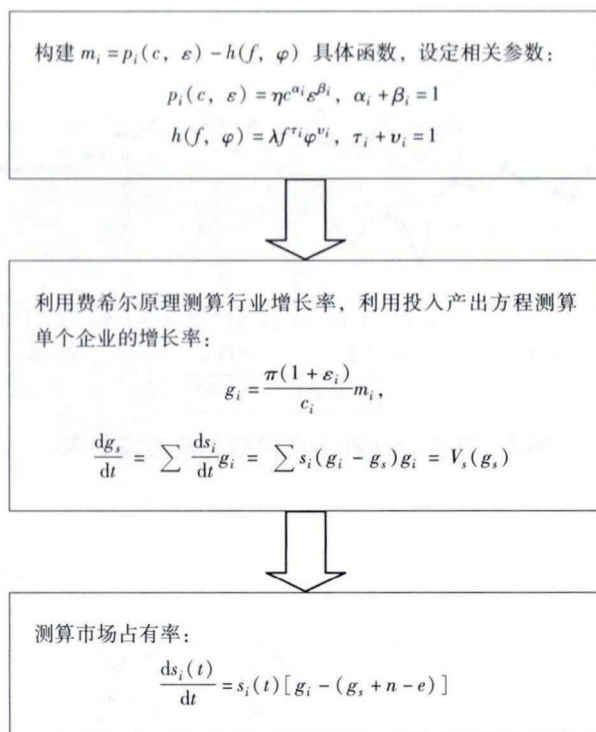 构建 mᵢ = pᵢ(c, ε) − h(f, φ) 具体函数，设定相关参数：
pᵢ(c, ε) = ηc^{αᵢ}ε^{βᵢ}, αᵢ + βᵢ = 1
h(f, φ) = λf^{τᵢ}φ^{υᵢ}, τᵢ + υᵢ = 1
利用费希尔原理测算行业增长率，利用投入产出方程测算
单个企业的增长率：
gᵢ = π(1 + εᵢ)/cᵢ mᵢ,
dgₛ/dt = ∑ dsᵢ/dt gᵢ = ∑ sᵢ(gᵢ − gₛ)gᵢ = Vₛ(gₛ)
测算市场占有率：
dsᵢ(t)/dt = sᵢ(t)[gᵢ − (gₛ + n − e)]